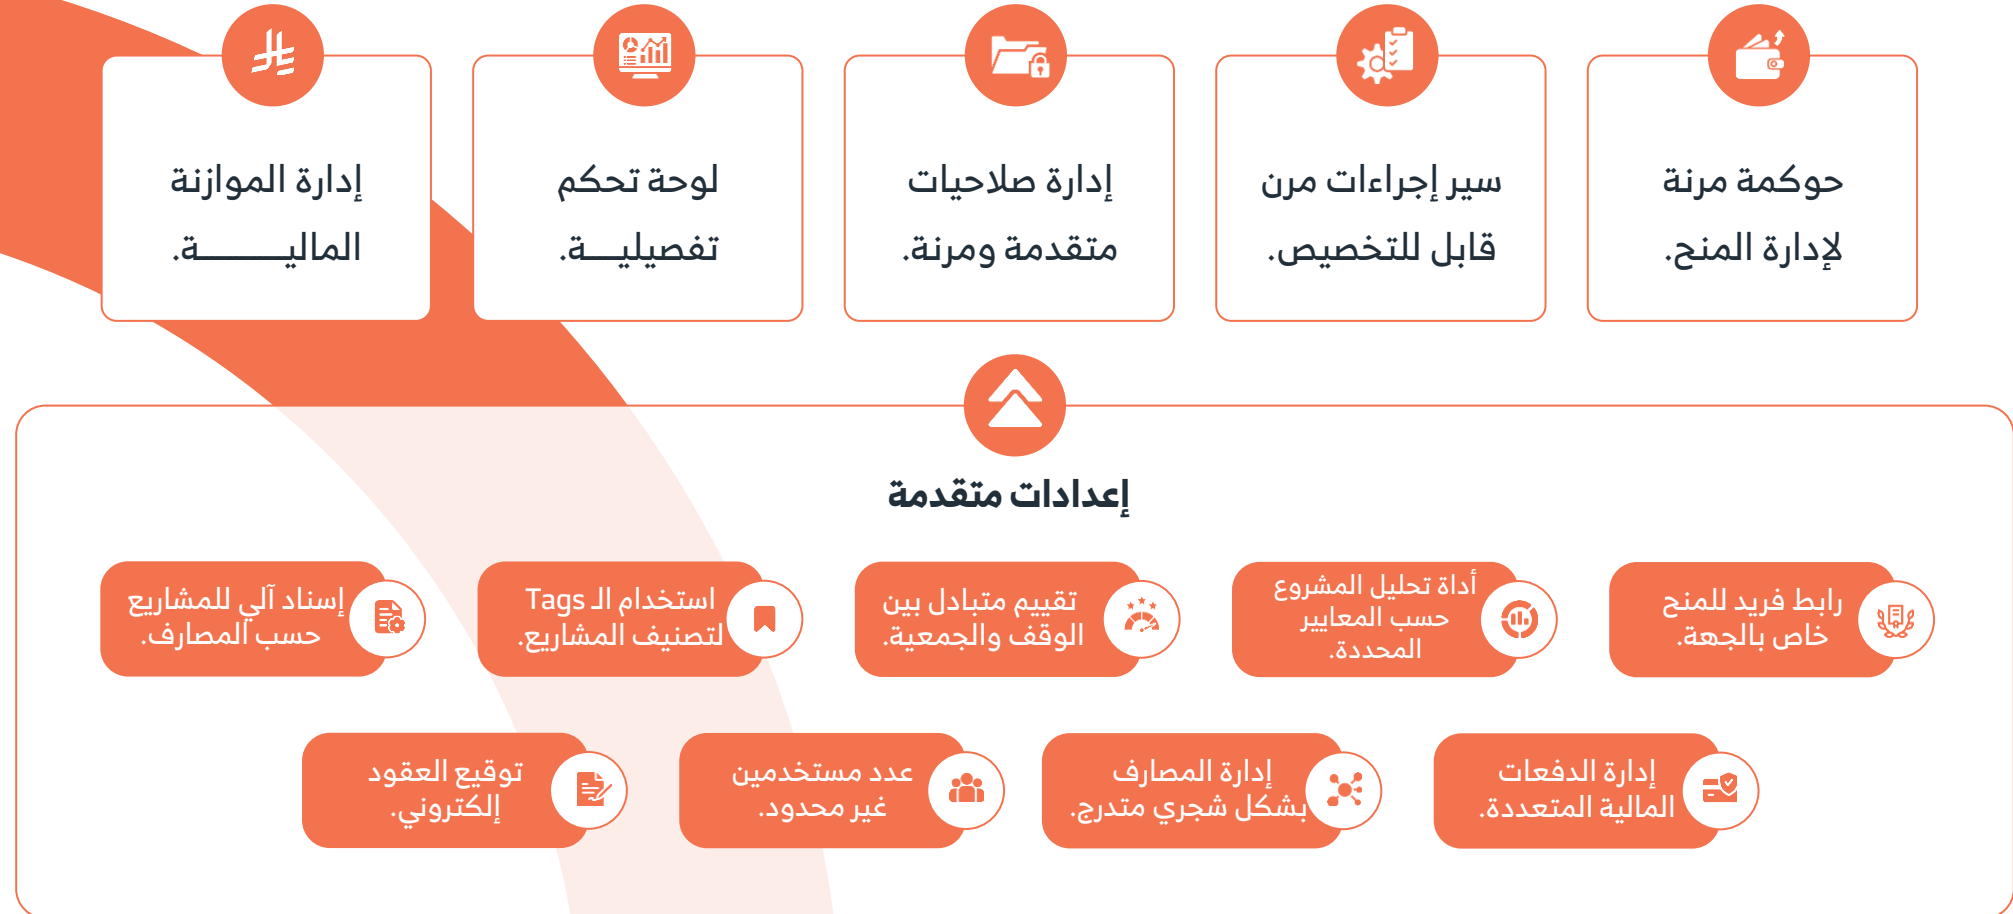 حوكمة مرنة
لإدارة المنح.
سير إجراءات مرن
قابل للتخصيص.
إدارة صلاحيات
متقدمة ومرنة.
لوحة تحكم
تفصيليـــة.
إدارة الموازنة
الماليـــــــــة.
إعدادات متقدمة
رابط فريد للمنح
خاص بالجهة.
أداة تحليل المشروع
حسب المعايير
المحددة.
تقييم متبادل بين
الوقف والجمعية.
استخدام الـ Tags
لتصنيف المشاريع.
إسناد آلي للمشاريع
حسب المصارف.
إدارة الدفعات
المالية المتعددة.
إدارة المصارف
بشكل شجري متدرج.
عدد مستخدمين
غير محدود.
توقيع العقود
إلكتروني.